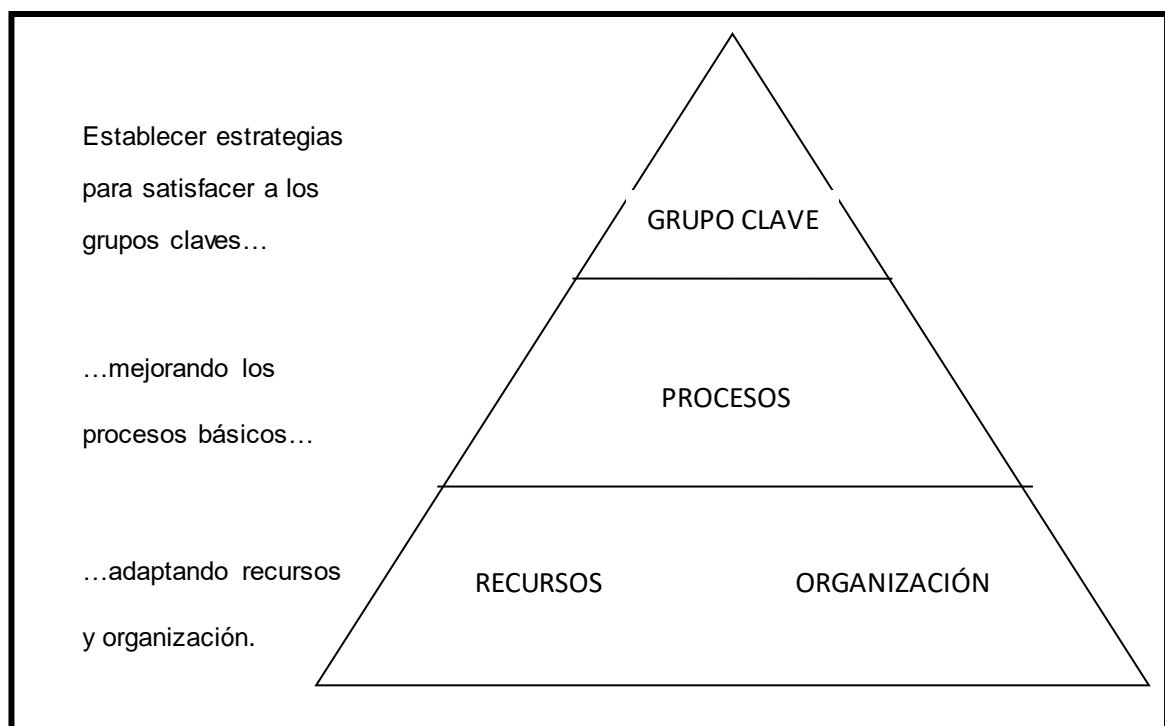 Establecer estrategias
para satisfacer a los
grupos claves…
GRUPO CLAVE
…mejorando los
procesos básicos…
PROCESOS
…adaptando recursos
y organización.
RECURSOS
ORGANIZACIÓN